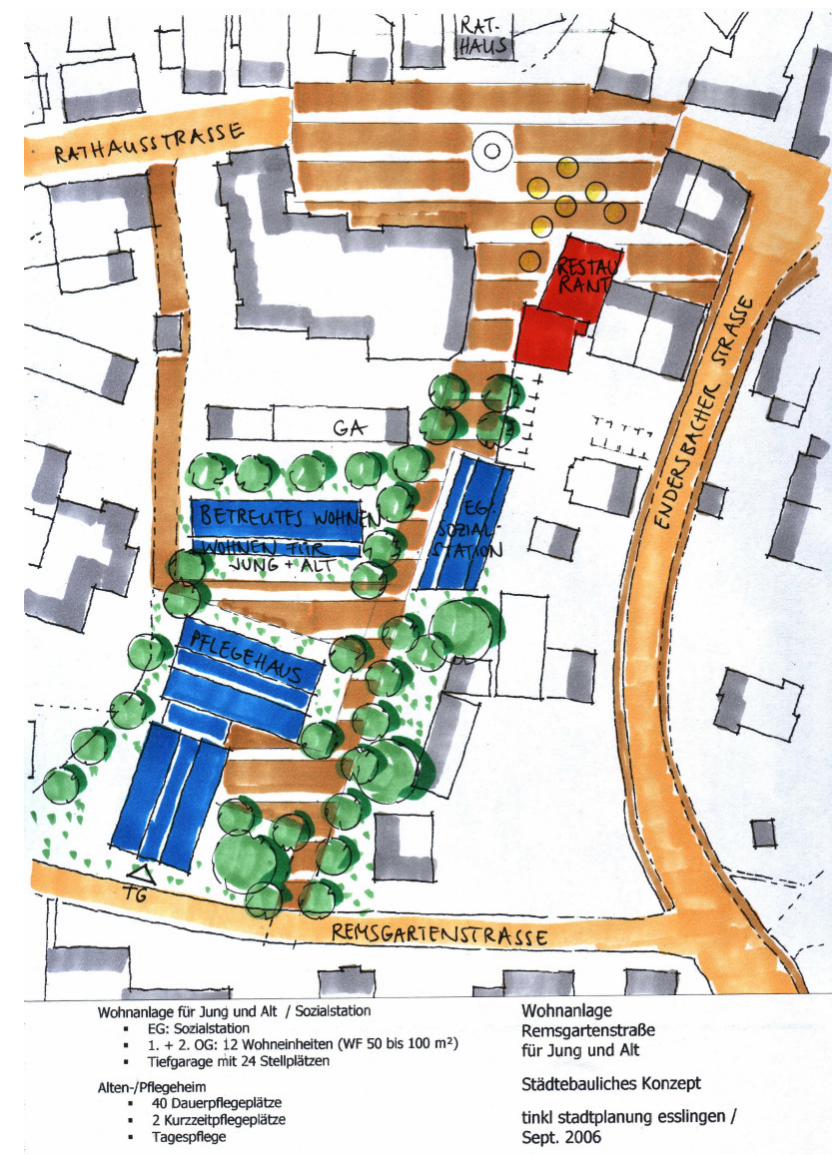 RAT-
HAUS
RATHAUSSTRASSE
RESTAU
RANT
ENDERSBACHER STRASSE
GA
BETREUTES WOHNEN
WOHNEN FÜR
JUNG + ALT
EG:
SOZIAL-
STATION
PFLEGEHAUS
TG
REMSGARTENSTRASSE
Wohnanlage für Jung und Alt / Sozialstation
▪ EG: Sozialstation
▪ 1. + 2. OG: 12 Wohneinheiten (WF 50 bis 100 m²)
▪ Tiefgarage mit 24 Stellplätzen
Alten-/Pflegeheim
▪ 40 Dauerpflegeplätze
▪ 2 Kurzzeitpflegeplätze
▪ Tagespflege
Wohnanlage
Remsgartenstraße
für Jung und Alt
Städtebauliches Konzept
tinkl stadtplanung esslingen /
Sept. 2006